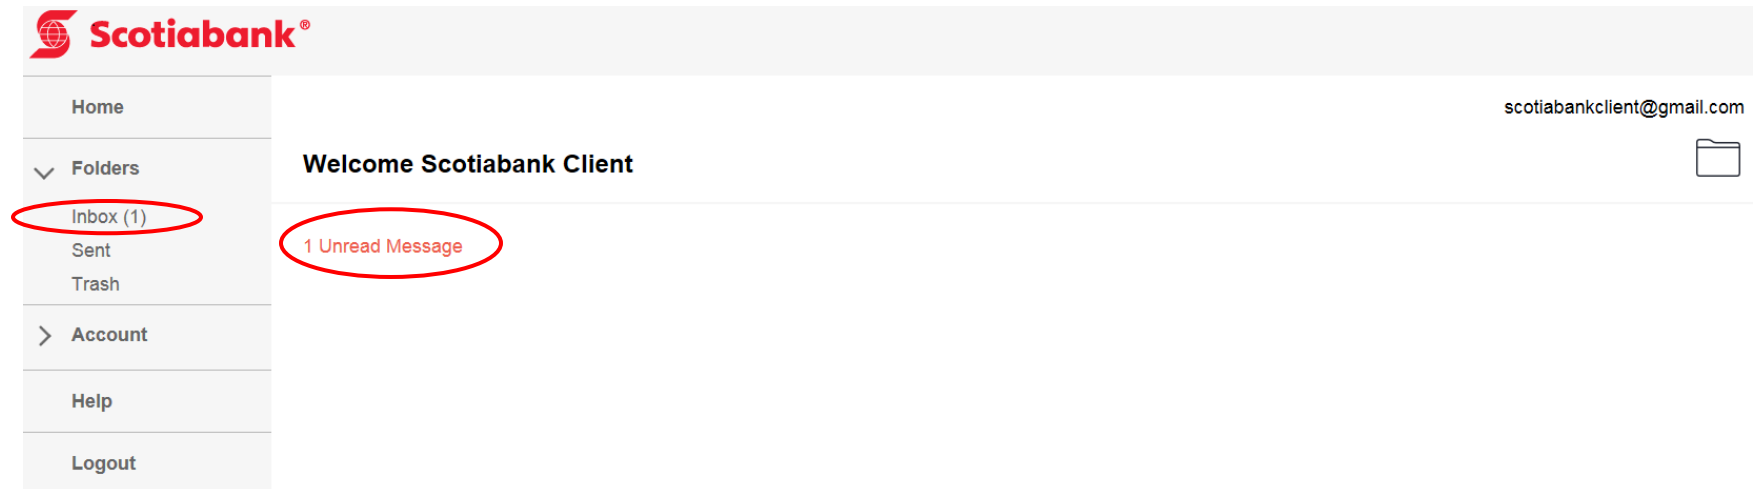 Scotiabank®
Home
scotiabankclient@gmail.com
Folders
Welcome Scotiabank Client
Inbox (1)
1 Unread Message
Sent
Trash
Account
Help
Logout